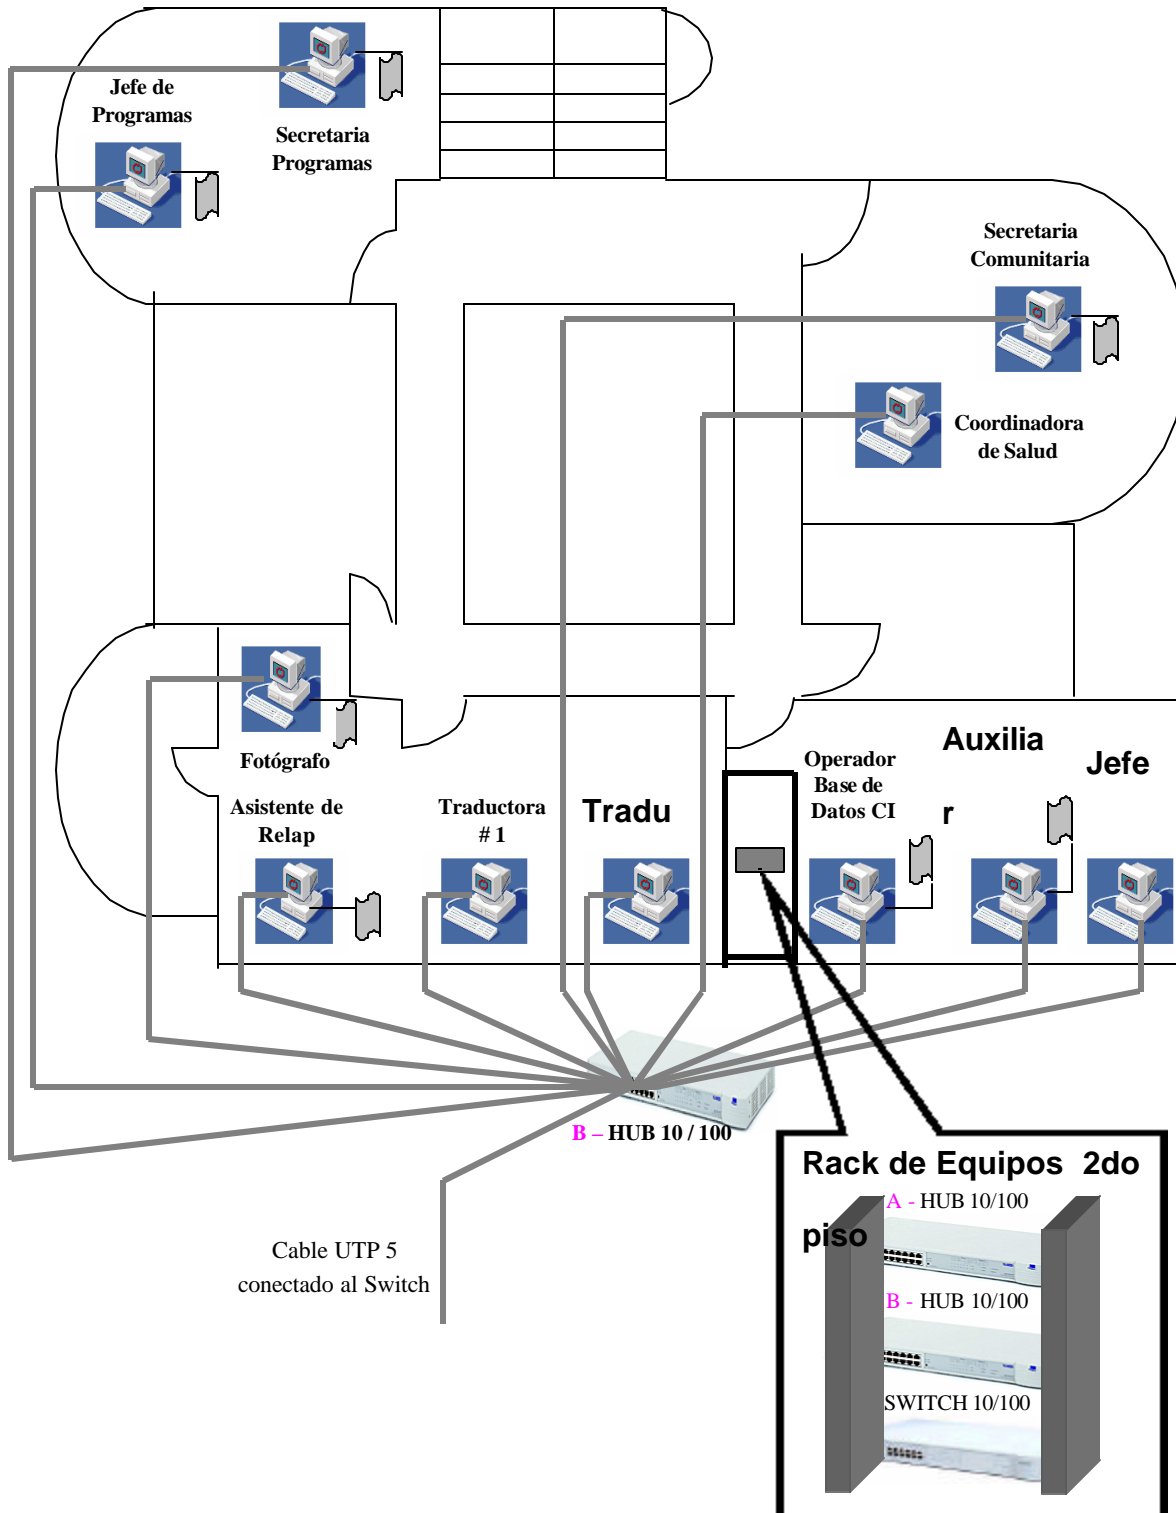 Jefe de
Programas
Secretaria
Programas
Secretaria
Comunitaria
Coordinadora
de Salud
Fotógrafo
Asistente de
Relap
Traductora
# 1
Tradu
Operador
Base de
Datos CI
Auxilia
r
Jefe
B – HUB 10 / 100
Cable UTP 5
conectado al Switch
Rack de Equipos 2do
piso
A - HUB 10/100
B - HUB 10/100
SWITCH 10/100